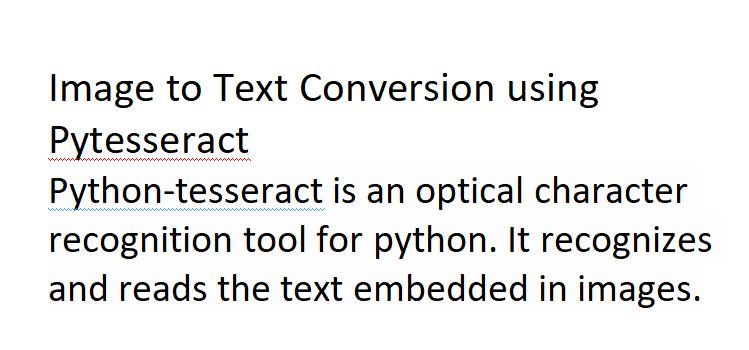 Image to Text Conversion using
Pytesseract
Python-tesseract is an optical character
recognition tool for python. It recognizes
and reads the text embedded in images.